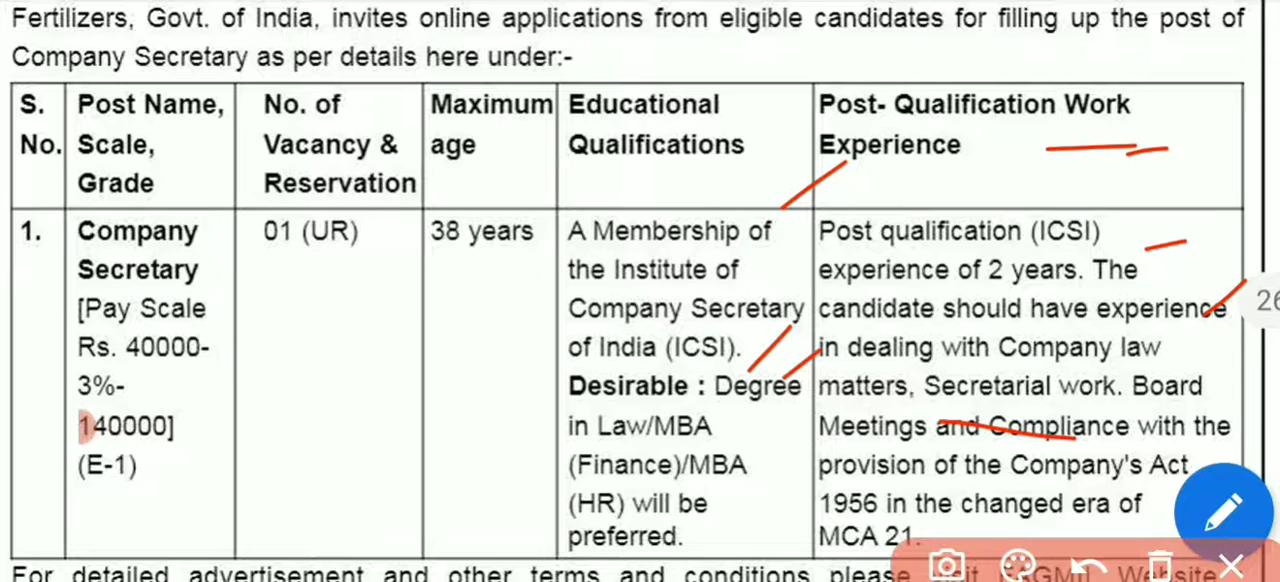 Fertilizers, Govt. of India, invites online applications from eligible candidates for filling up the post of
Company Secretary as per details here under:-
S. No.
Post Name, Scale, Grade
No. of Vacancy & Reservation
Maximum age
Educational Qualifications
Post- Qualification Work Experience
1.
Company
Secretary
[Pay Scale
Rs. 40000-
3%-
140000]
(E-1)
01 (UR)
38 years
A Membership of
the Institute of
Company Secretary
of India (ICSI).
Desirable : Degree
in Law/MBA
(Finance)/MBA
(HR) will be
preferred.
Post qualification (ICSI)
experience of 2 years. The
candidate should have experience
in dealing with Company law
matters, Secretarial work. Board
Meetings and Compliance with the
provision of the Company's Act
1956 in the changed era of
MCA 21.
26
For detailed advertisement and other terms and conditions please Website